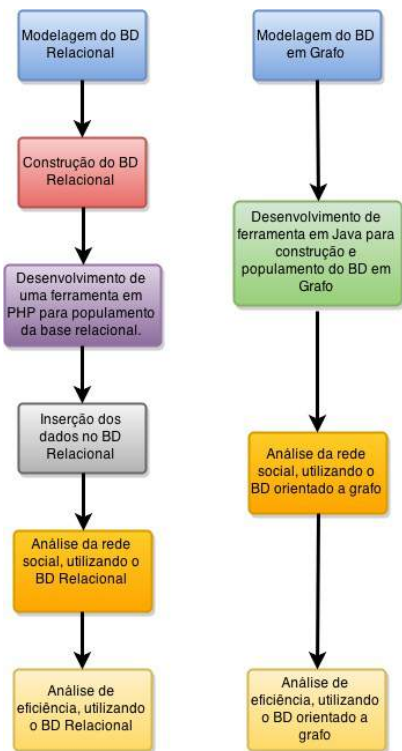 Modelagem do BD
Relacional
Construção do BD
Relacional
Desenvolvimento de
uma ferramenta em
PHP para populamento
da base relacional.
Inserção dos
dados no BD
Relacional
Análise da rede
social, utilizando o
BD Relacional
Análise de
eficiência, utilizando
o BD Relacional
Modelagem do BD
em Grafo
Desenvolvimento de
ferramenta em Java para
construção e
populamento do BD em
Grafo
Análise da rede
social, utilizando o
BD orientado a grafo
Análise de
eficiência, utilizando
o BD orientado a
grafo